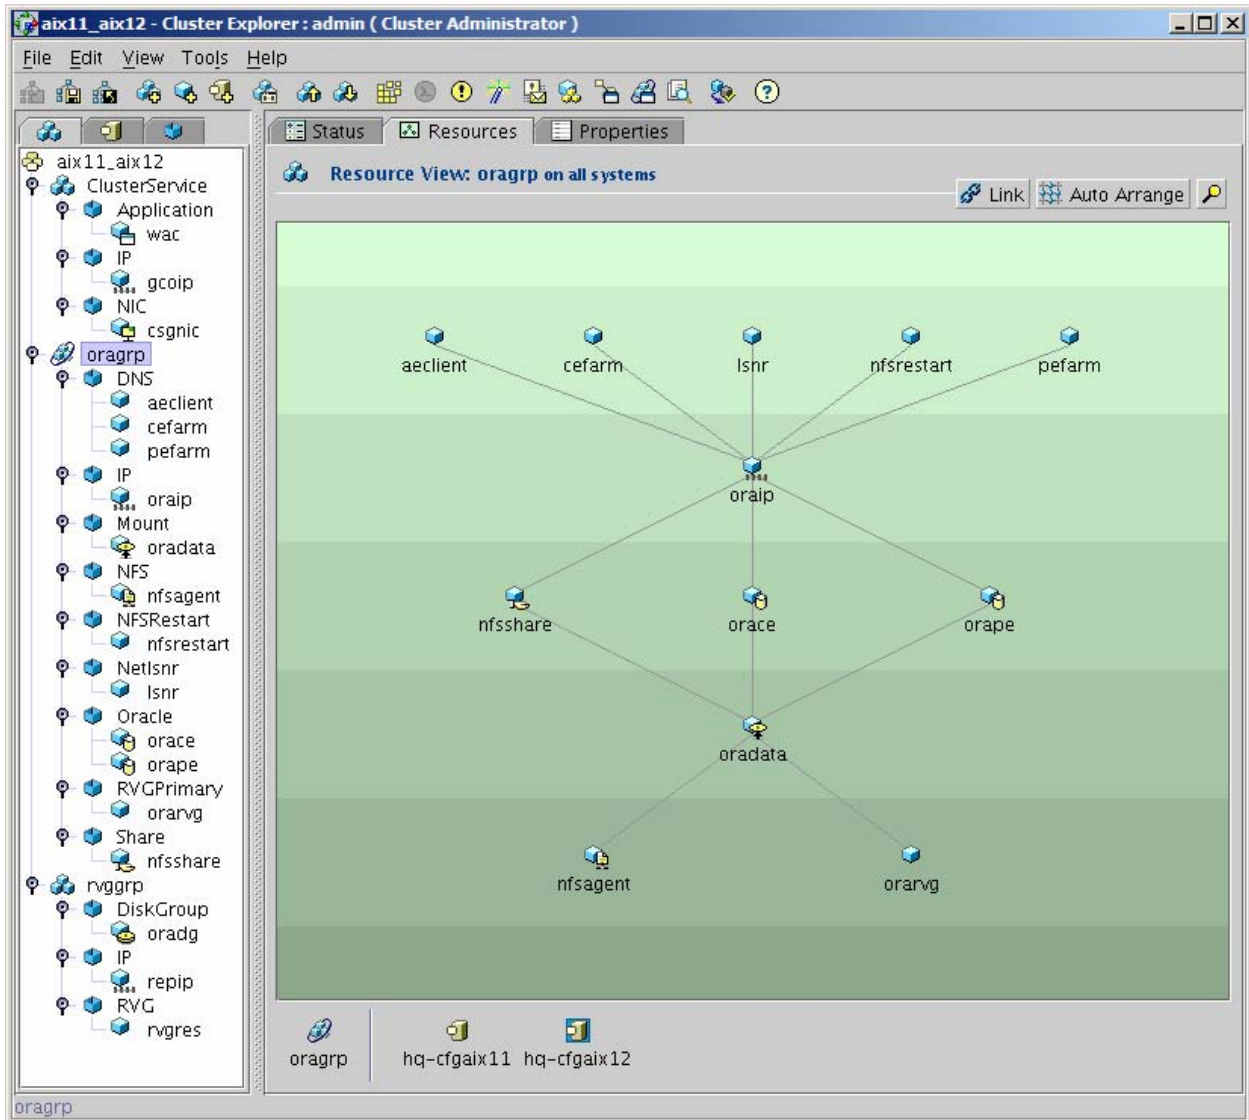 aix11_aix12 - Cluster Explorer : admin ( Cluster Administrator )
File Edit View Tools Help
Status Resources Properties
aix11_aix12
ClusterService
Application
wac
IP
gcoip
NIC
csgnic
oragrp
DNS
aeclient
cefarm
pefarm
IP
oraip
Mount
oradata
NFS
nfsagent
NFSRestart
nfsrestart
Netlsnr
lsnr
Oracle
orace
orape
RVGPrimary
orarvg
Share
nfsshare
rvggrp
DiskGroup
oradg
IP
repip
RVG
rvgres
Resource View: oragrp on all systems
Link Auto Arrange
aeclient cefarm lsnr nfsrestart pefarm
oraip
nfsshare orace orape
oradata
nfsagent orarvg
oragrp hq-cfgaix11 hq-cfgaix12
oragrp